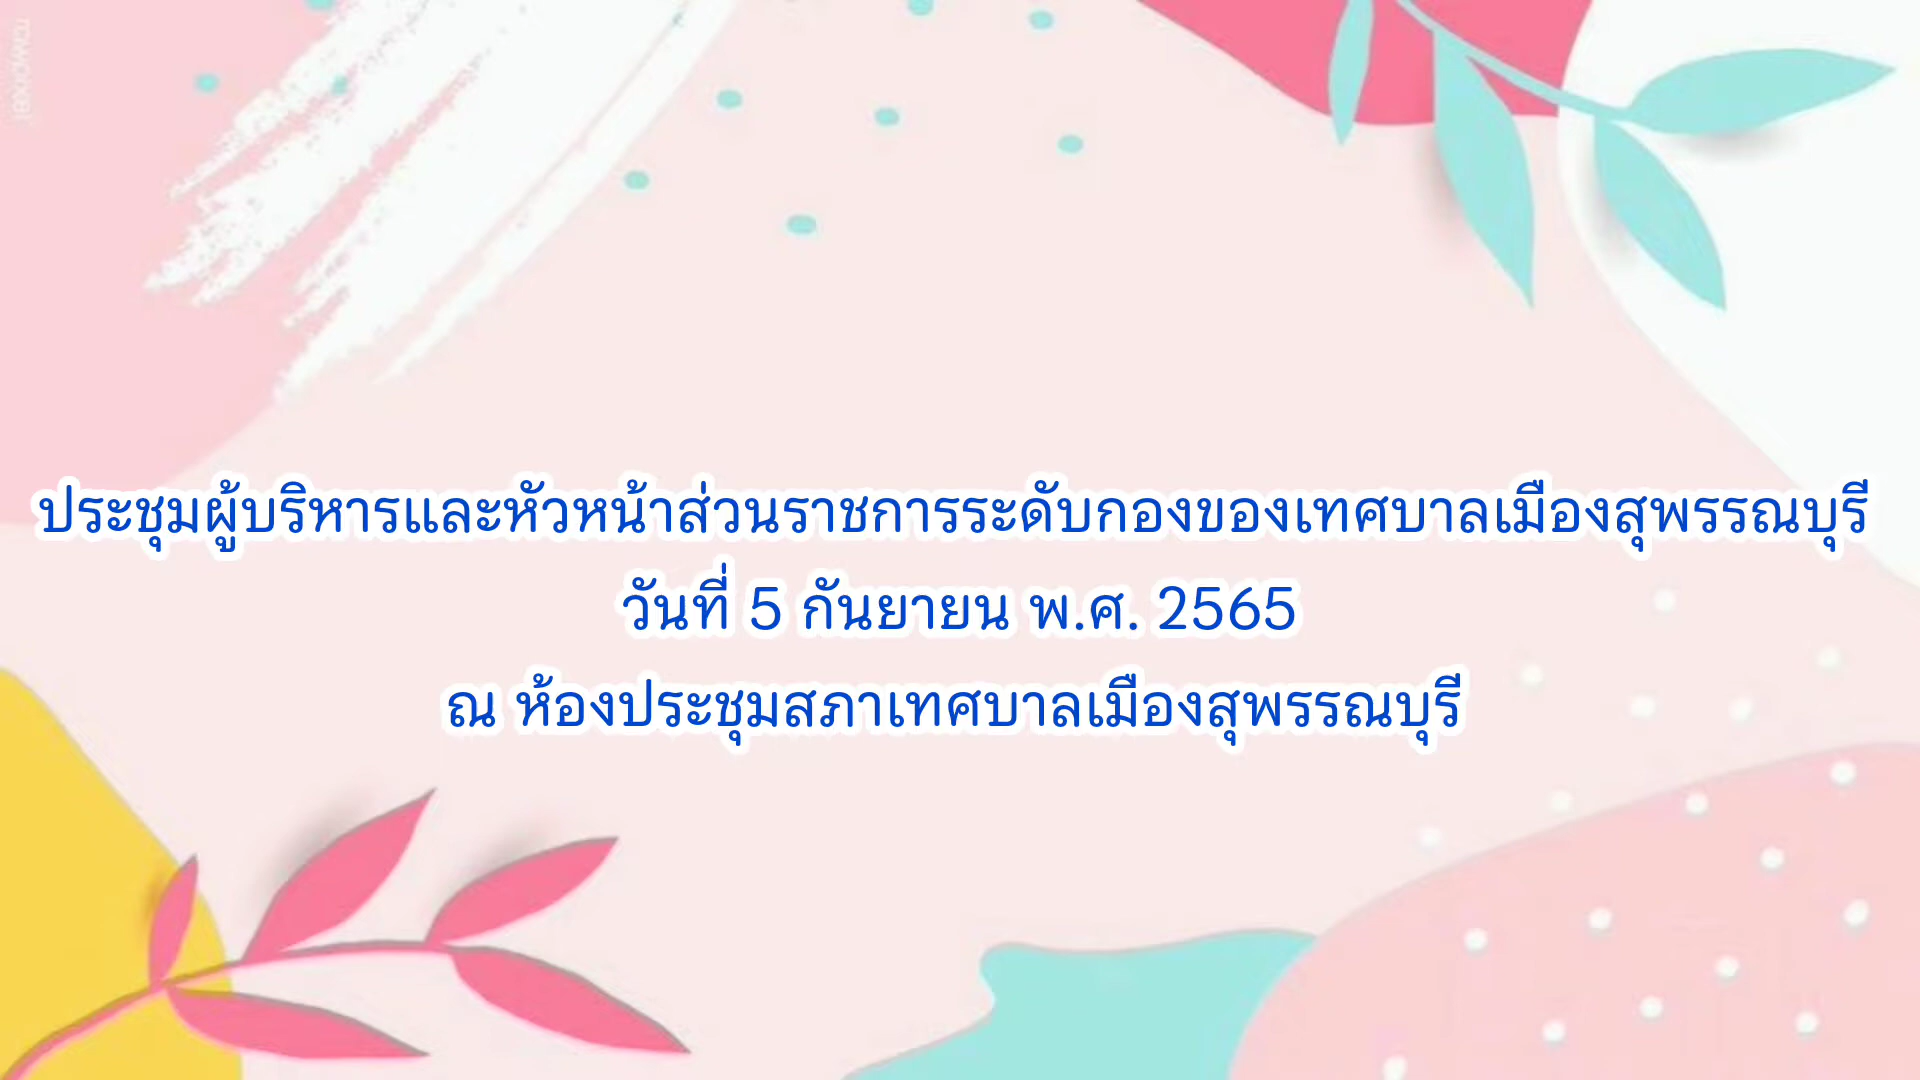 ประชุมผู้บริหารและหัวหน้าส่วนราชการระดับกองของเทศบาลเมืองสุพรรณบุรี
วันที่ 5 กันยายน พ.ศ. 2565
ณ ห้องประชุมสภาเทศบาลเมืองสุพรรณบุรี